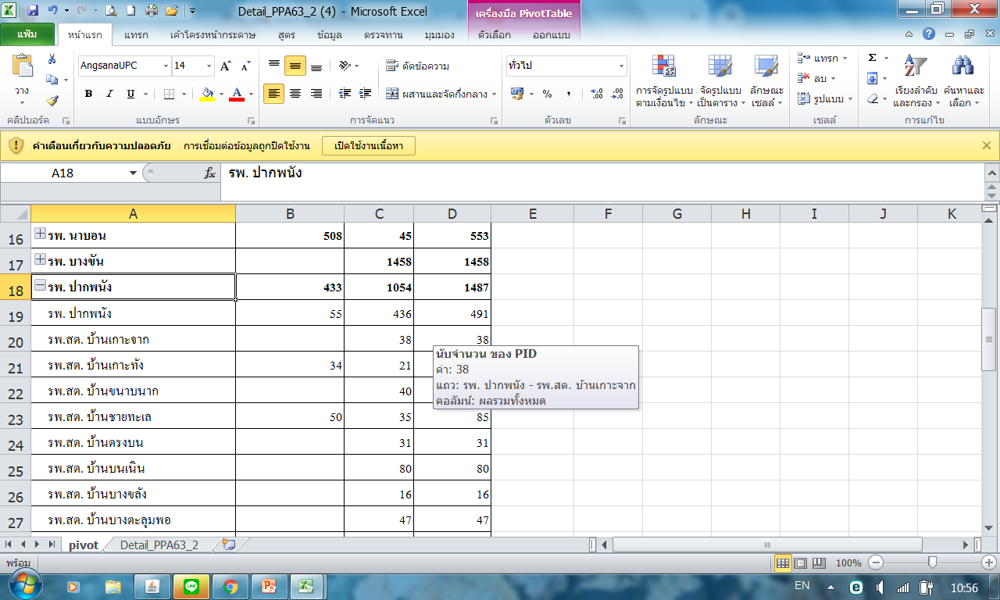 Detail_PPA63_2 (4) - Microsoft Excel
เครื่องมือ PivotTable
แฟ้ม หน้าแรก แทรก เค้าโครงหน้ากระดาษ สูตร ข้อมูล ตรวจทาน มุมมอง ตัวเลือก ออกแบบ
วาง
คลิปบอร์ด
AngsanaUPC 14
B I U
แบบอักษร
ตัดข้อความ
ผสานและจัดกึ่งกลาง
การจัดแนว
ทั่วไป
ตัวเลข
การจัดรูปแบบ ตามเงื่อนไข
จัดรูปแบบ เป็นตาราง
ลักษณะ เซลล์
ลักษณะ
แทรก
ลบ
รูปแบบ
เซลล์
เรียงลำดับ และกรอง
ค้นหาและ เลือก
การแก้ไข
คำเตือนเกี่ยวกับความปลอดภัย การเชื่อมต่อข้อมูลถูกปิดใช้งาน เปิดใช้งานเนื้อหา
A18 fx รพ. ปากพนัง
A B C D E F G H I J K
16 รพ. นาบอน 508 45 553
17 รพ. บางขัน 1458 1458
18 รพ. ปากพนัง 433 1054 1487
19 รพ. ปากพนัง 55 436 491
20 รพ.สต. บ้านเกาะจาก 38 38
21 รพ.สต. บ้านเกาะทัง 34 21
22 รพ.สต. บ้านขนาบนาก 40
23 รพ.สต. บ้านชายทะเล 50 35 85
24 รพ.สต. บ้านตรงบน 31 31
25 รพ.สต. บ้านบนเนิน 80 80
26 รพ.สต. บ้านบางขลัง 16 16
27 รพ.สต. บ้านบางตะลุมพอ 47 47
นับจำนวน ของ PID
ค่า: 38
แถว: รพ. ปากพนัง - รพ.สต. บ้านเกาะจาก
คอลัมน์: ผลรวมทั้งหมด
pivot Detail_PPA63_2
พร้อม 100%
EN 10:56